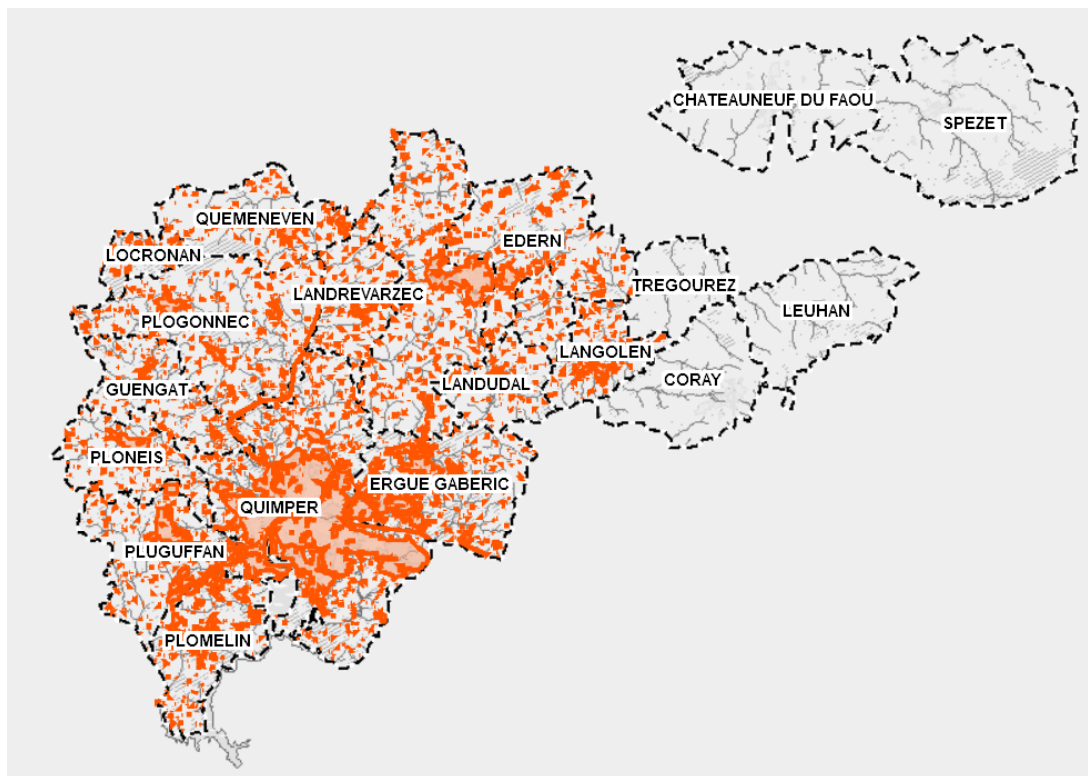 CHATEAUNEUF DU FAOU
SPEZET
QUEMENEVEN
EDERN
LOCRONAN
TREGOUREZ
LANDREVARZEC
LEUHAN
PLOGONNEC
LANGOLEN
CORAY
LANDUDAL
GUENGAT
PLONEIS
ERGUE GABERIC
QUIMPER
PLUGUFFAN
PLOMELIN